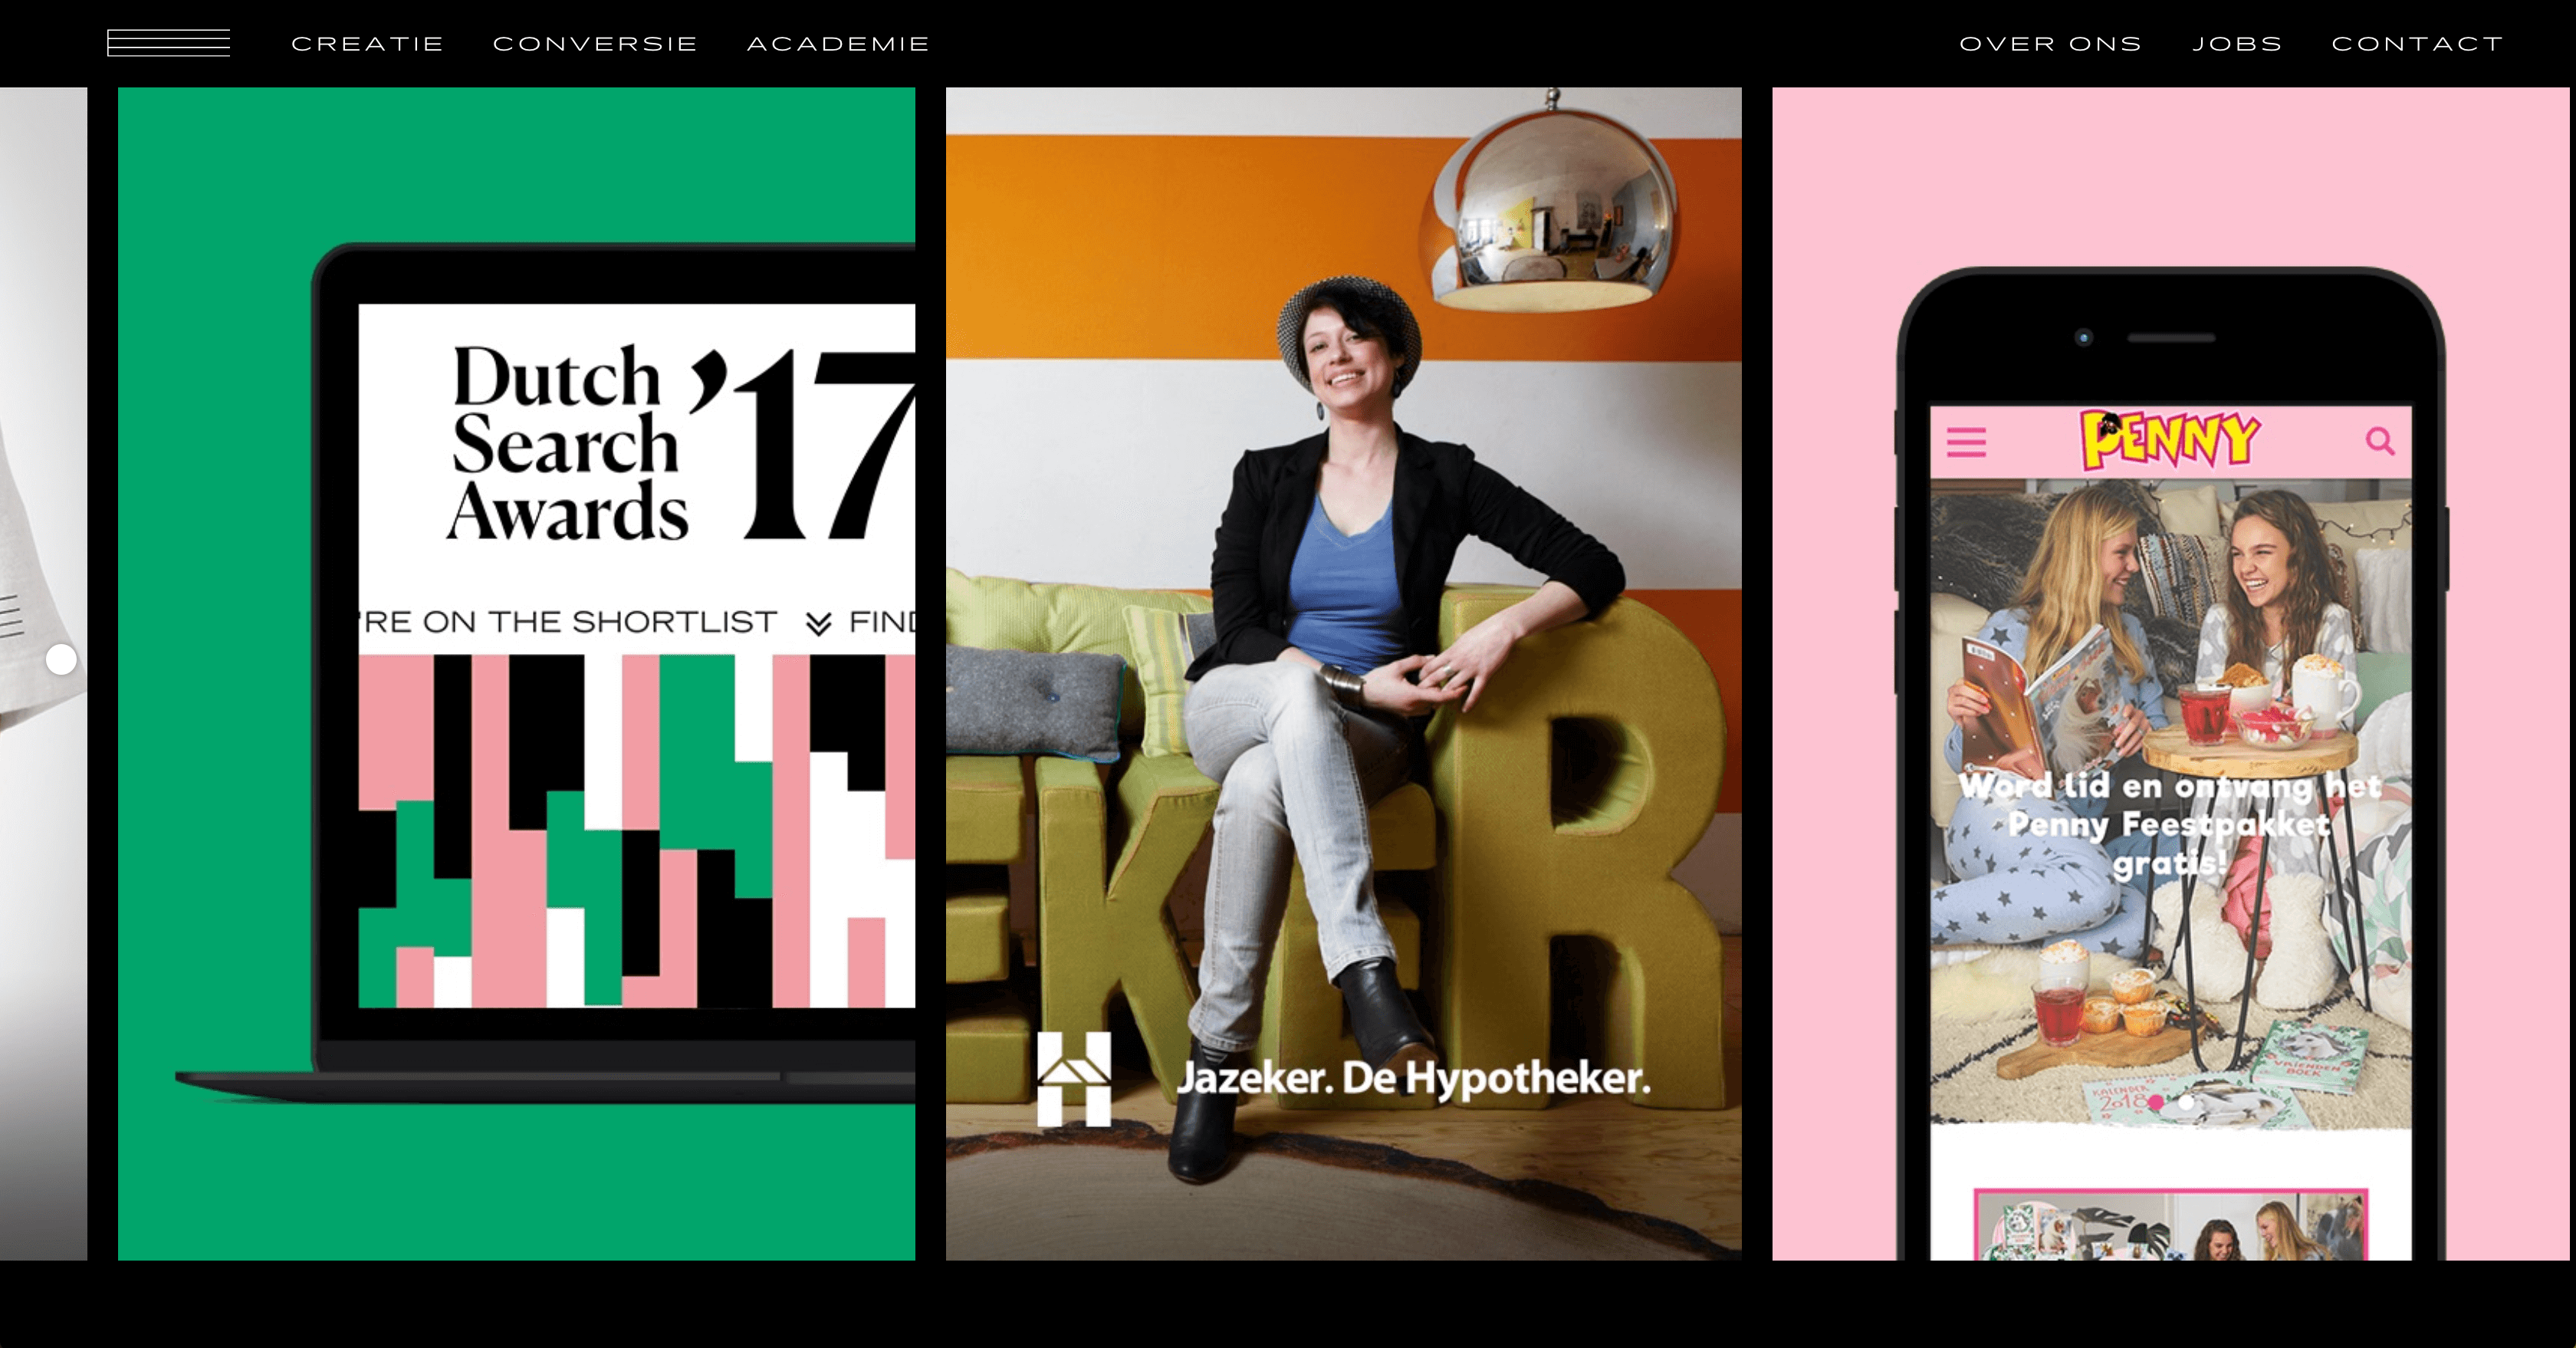 CREATIE CONVERSIE ACADEMIE OVER ONS JOBS CONTACT
Dutch
Search
Awards
'17
'RE ON THE SHORTLIST FIND
EKER
Jazeker. De Hypotheker.
PENNY
Word lid en ontvang het
Penny Feestpakket
gratis!
VRIENDEN
BOEK
KALENDER
2018